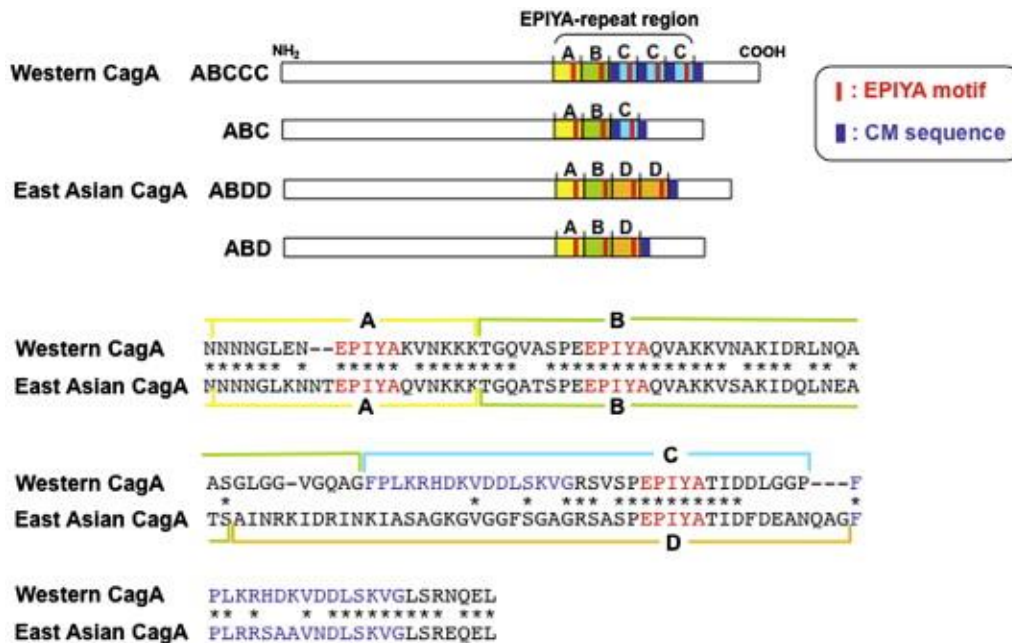 EPIYA-repeat region
NH2 A B C C C COOH
Western CagA ABCCC
A B C
ABC
A B D D
East Asian CagA ABDD
A B D
ABD
: EPIYA motif
: CM sequence
A B
Western CagA NNNNGLEN--EPIYAKVNKKKTGQVASPEEPIYAQVAKKVNAKIDRLNQA
******* * ***** ********* ************* **** ** *
East Asian CagA NNNNGLKNNTEPIYAQVNKKKTGQATSPEEPIYAQVAKKVSAKIDQLNEA
A B
C
Western CagA ASGLGG-VGQAGFPLKRHDKVDDLSKVGRSVSPEPIYATIDDLGGP---F
* * * *** ********** *
East Asian CagA TSAINRKIDRINKIASAGKGVGGFSGAGRSASPEPIYATIDFDEANQAGF
D
Western CagA PLKRHDKVDDLSKVGLSRNQEL
** * * ********* ***
East Asian CagA PLRRSAAVNDLSKVGLSREQEL